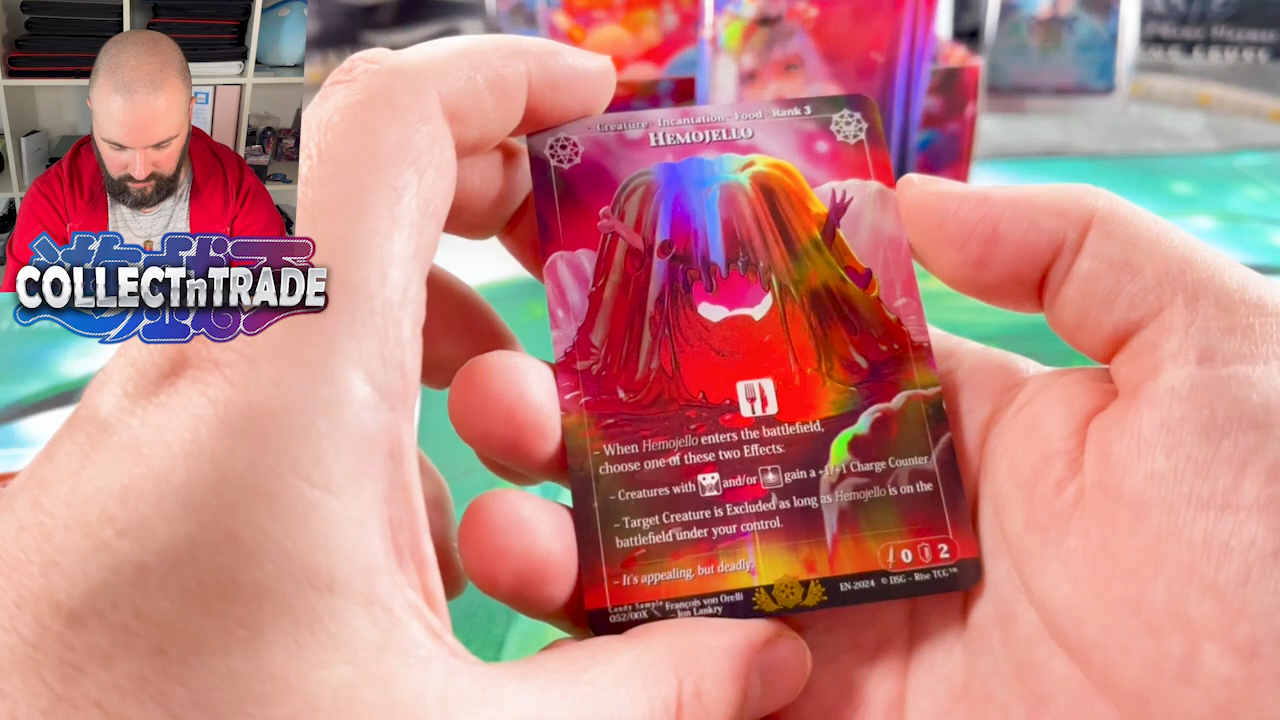 Creature - Incantation - Food - Rank 3
HEMOJELLO
COLLECTnTRADE
– When Hemojello enters the battlefield,
choose one of these two Effects:
– Creatures with and/or gain a +1/+1 Charge Counter.
– Target Creature is Excluded as long as Hemojello is on the
battlefield under your control.
0 2
– It's appealing, but deadly.
EN-2024 © DSG – Rise TCG™
Candy Sample
052/00X
François von Orelli
– Jon Lankry